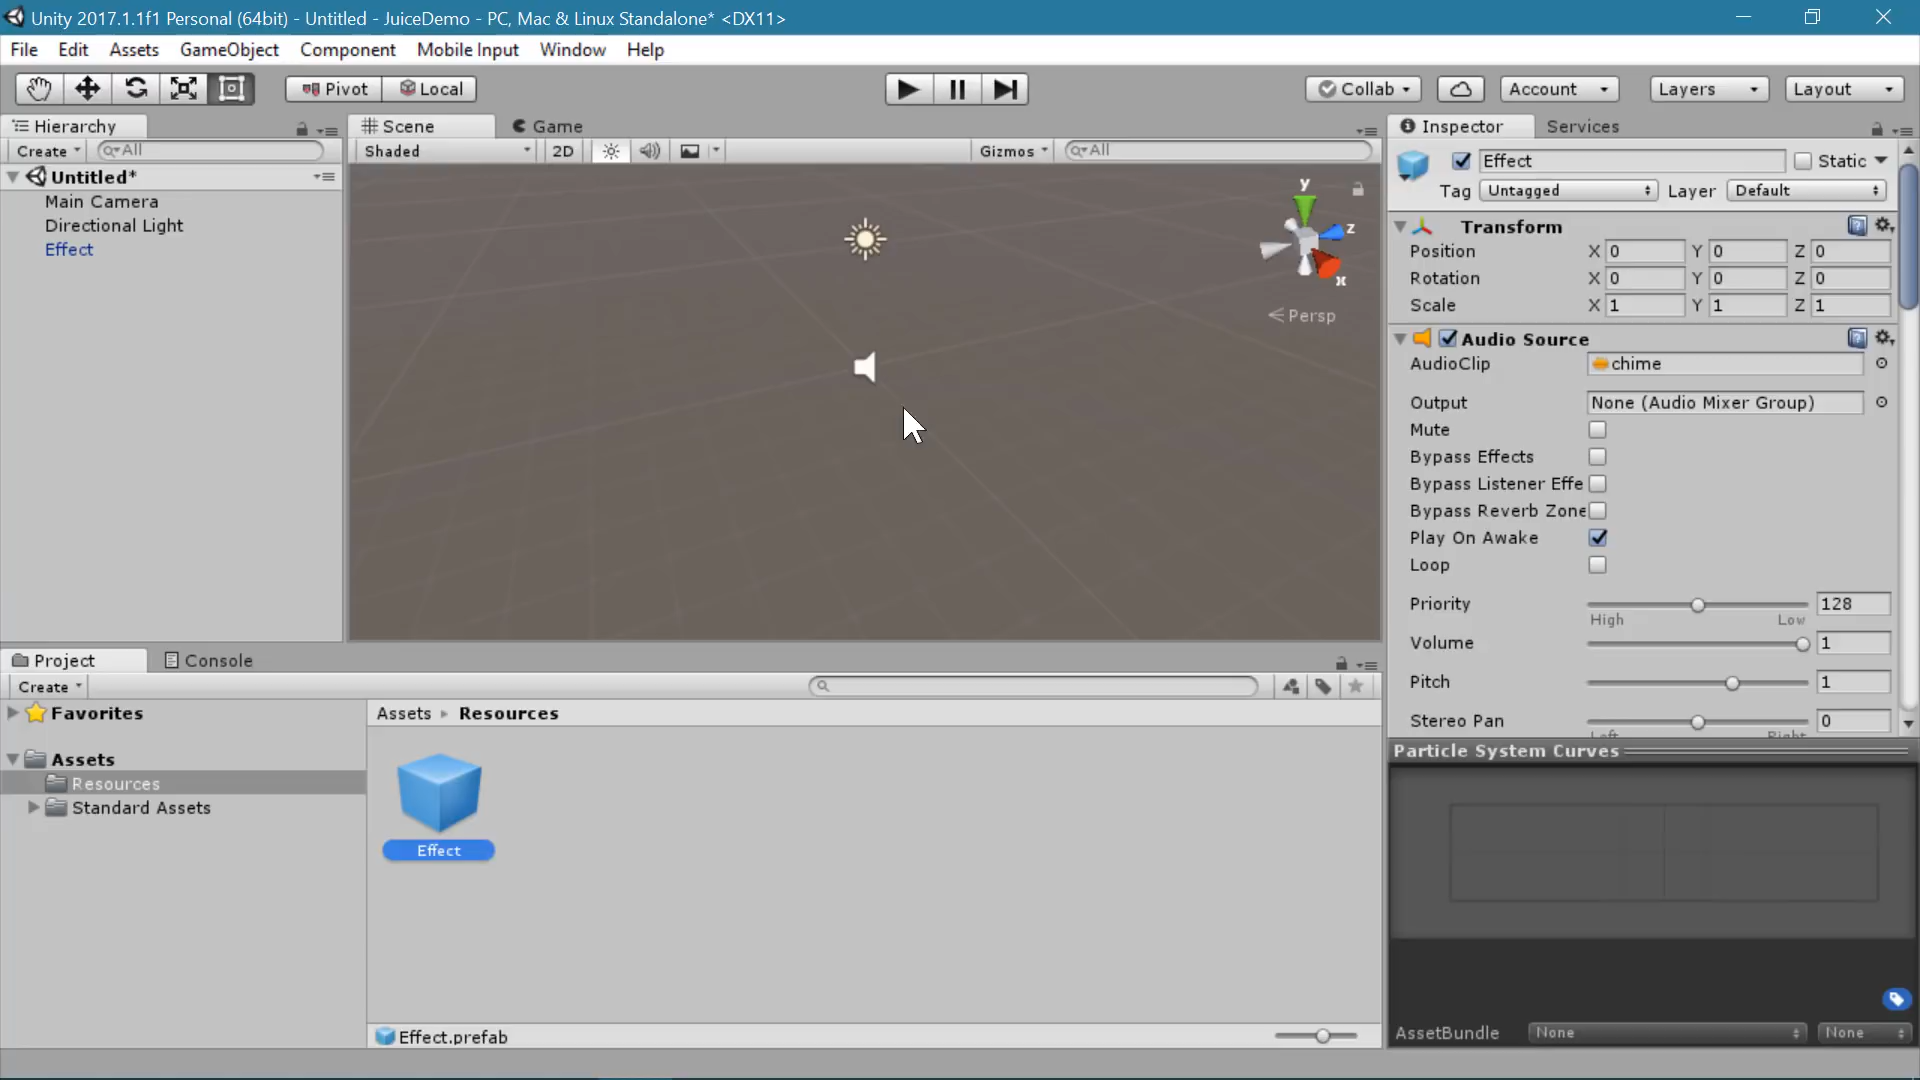 Unity 2017.1.1f1 Personal (64bit) - Untitled - JuiceDemo - PC, Mac & Linux Standalone* <DX11>
File Edit Assets GameObject Component Mobile Input Window Help
Pivot Local Collab Account Layers Layout
Hierarchy Scene Game Inspector Services
Create All Shaded 2D Gizmos All
Effect Static
Untitled*
Tag Untagged Layer Default
Main Camera
Directional Light
Effect
y
z
x
Persp
Transform
Position X 0 Y 0 Z 0
Rotation X 0 Y 0 Z 0
Scale X 1 Y 1 Z 1
Audio Source
AudioClip chime
Output None (Audio Mixer Group)
Mute
Bypass Effects
Bypass Listener Effe
Bypass Reverb Zone
Play On Awake
Loop
Priority 128
High Low
Volume 1
Pitch 1
Stereo Pan 0
Left Right
Project Console
Create
Favorites
Assets
Resources
Standard Assets
Assets Resources
Effect
Effect.prefab
Particle System Curves
AssetBundle None None